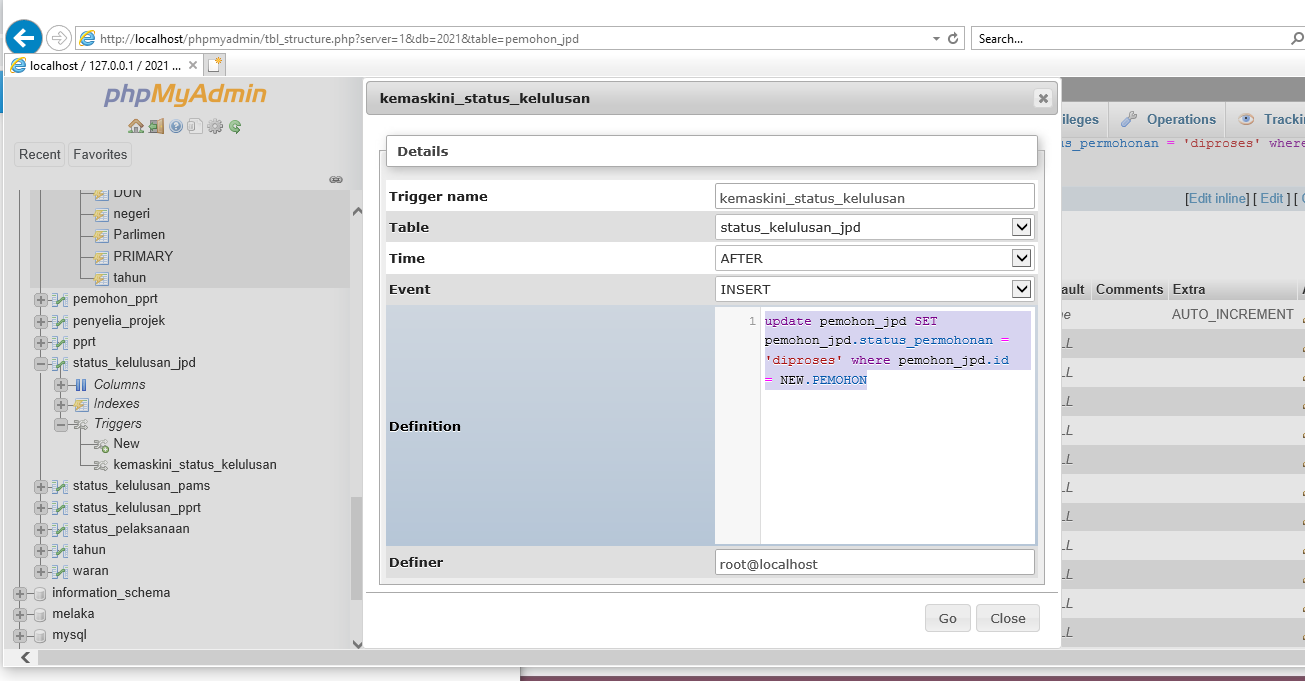 http://localhost/phpmyadmin/tbl_structure.php?server=1&db=2021&table=pemohon_jpd
Search...
localhost / 127.0.0.1 / 2021 ...
phpMyAdmin
Recent
Favorites
DUN
negeri
Parlimen
PRIMARY
tahun
pemohon_pprt
penyelia_projek
pprt
status_kelulusan_jpd
Columns
Indexes
Triggers
New
kemaskini_status_kelulusan
status_kelulusan_pams
status_kelulusan_pprt
status_pelaksanaan
tahun
waran
information_schema
melaka
mysql
kemaskini_status_kelulusan
Details
Trigger name
kemaskini_status_kelulusan
Table
status_kelulusan_jpd
Time
AFTER
Event
INSERT
Definition
1
update pemohon_jpd SET
pemohon_jpd.status_permohonan =
'diproses' where pemohon_jpd.id
= NEW.PEMOHON
Definer
root@localhost
Go
Close
ileges
Operations
Tracki
s_permohonan = 'diproses' where
[Edit inline] [ Edit ] [
ault
Comments
Extra
AUTO_INCREMENT